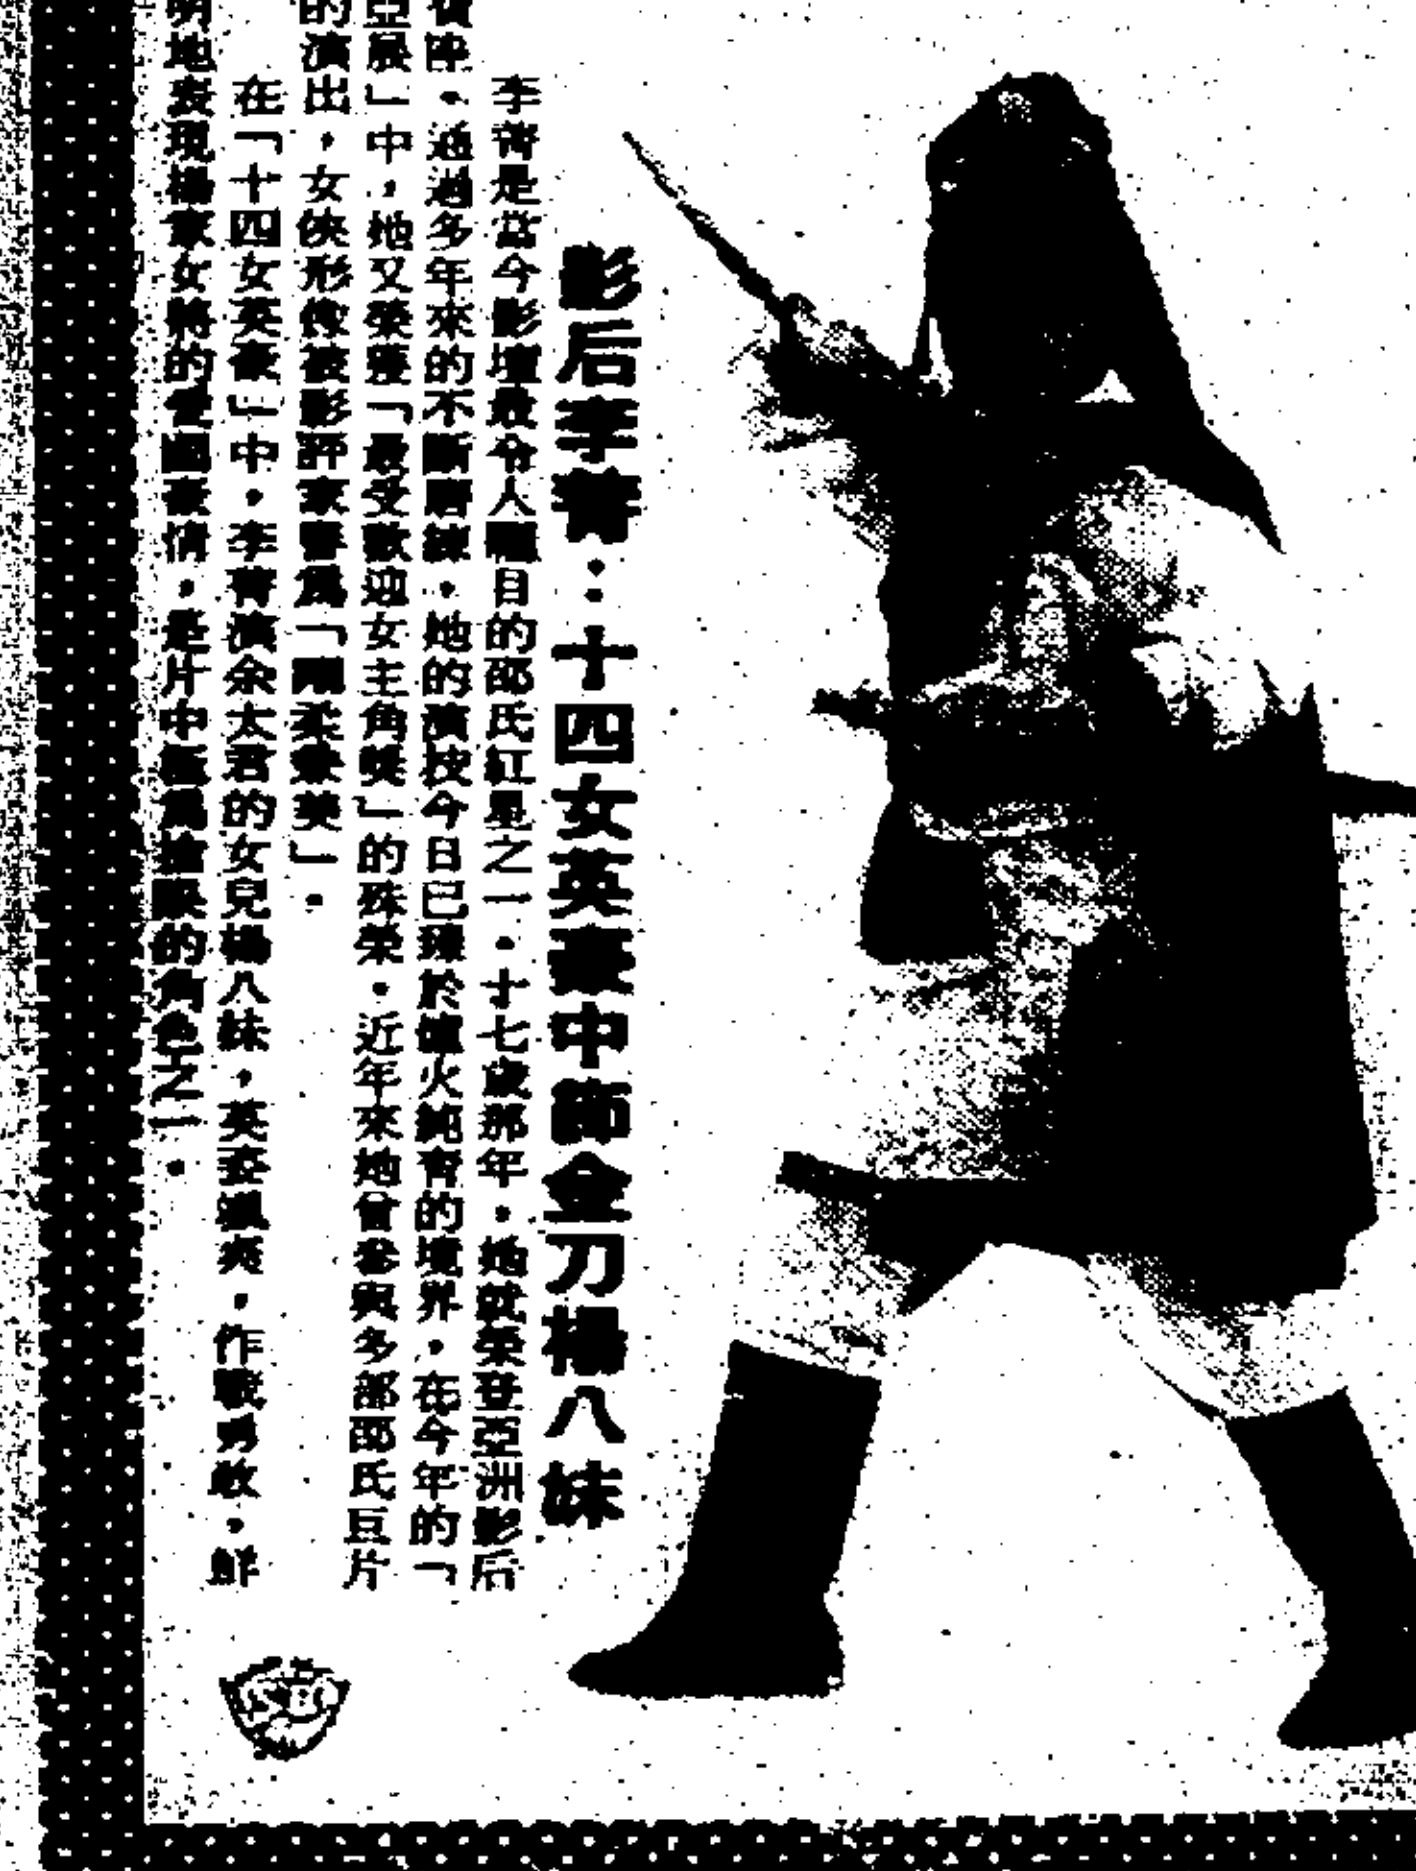 影后李菁：十四女英豪中飾金刀楊八妹
李菁是當今影壇最令人矚目的邵氏紅星之一。十七歲那年，她就榮登亞洲影后
寶座。通過多年來的不斷磨練，她的演技今日已臻於爐火純青的境界，在今年的「
亞展」中，她又榮獲「最受歡迎女主角獎」的殊榮。近年來她曾參與多部邵氏巨片
的演出，女俠形像被影評家譽爲「剛柔兼美」。
在「十四女英豪」中，李菁演余太君的女兒楊八妹，英姿颯爽，作戰勇敢，鮮
明地表現楊家女將的愛國豪情，是片中極爲搶眼的角色之一。
SB